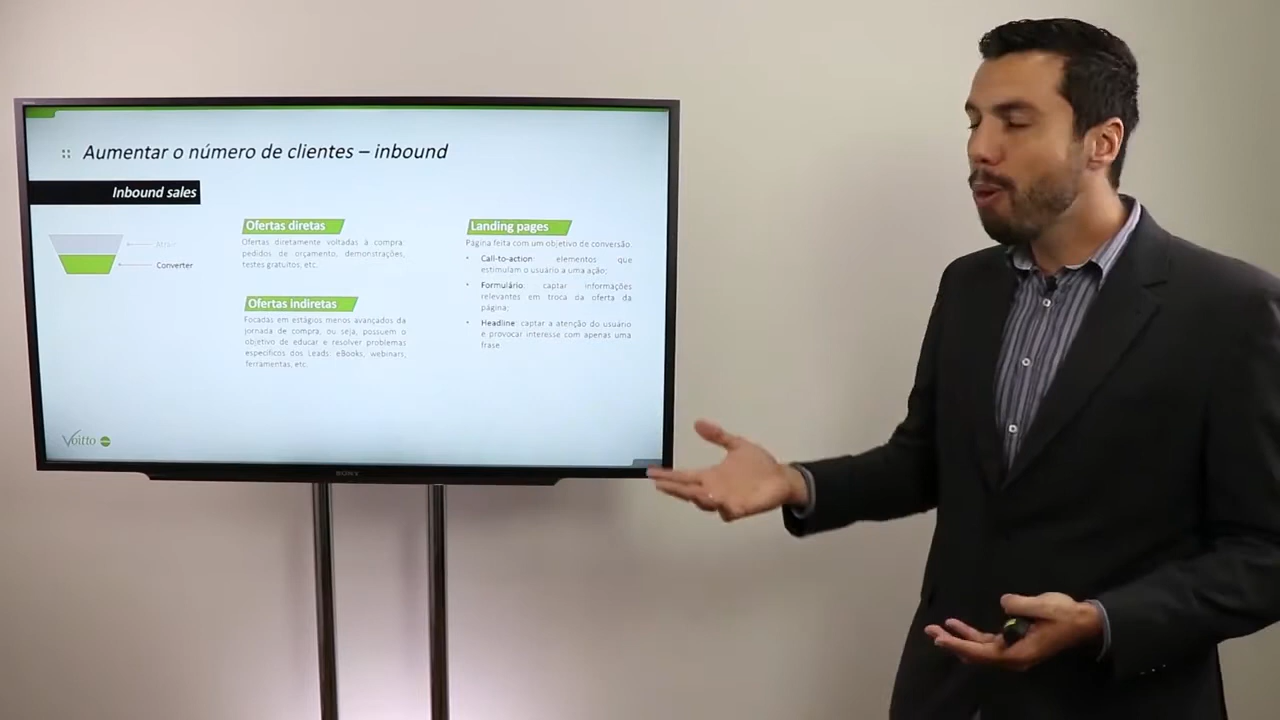 Aumentar o número de clientes – inbound
Inbound sales
Converter
Ofertas diretas
Ofertas diretamente voltadas à compra:
pedidos de orçamento, demonstrações,
testes gratuitos, etc.
Ofertas indiretas
Focadas em estágios menos avançados da
jornada de compra, ou seja, possuem o
objetivo de educar e resolver problemas
específicos dos Leads: eBooks, webinars,
ferramentas, etc.
Landing pages
Página feita com um objetivo de conversão.
• Call-to-action: elementos que
estimulam o usuário a uma ação;
• Formulário: captar informações
relevantes em troca da oferta da
página;
• Headline: captar a atenção do usuário
e provocar interesse com apenas uma
frase.
Voitto
SONY